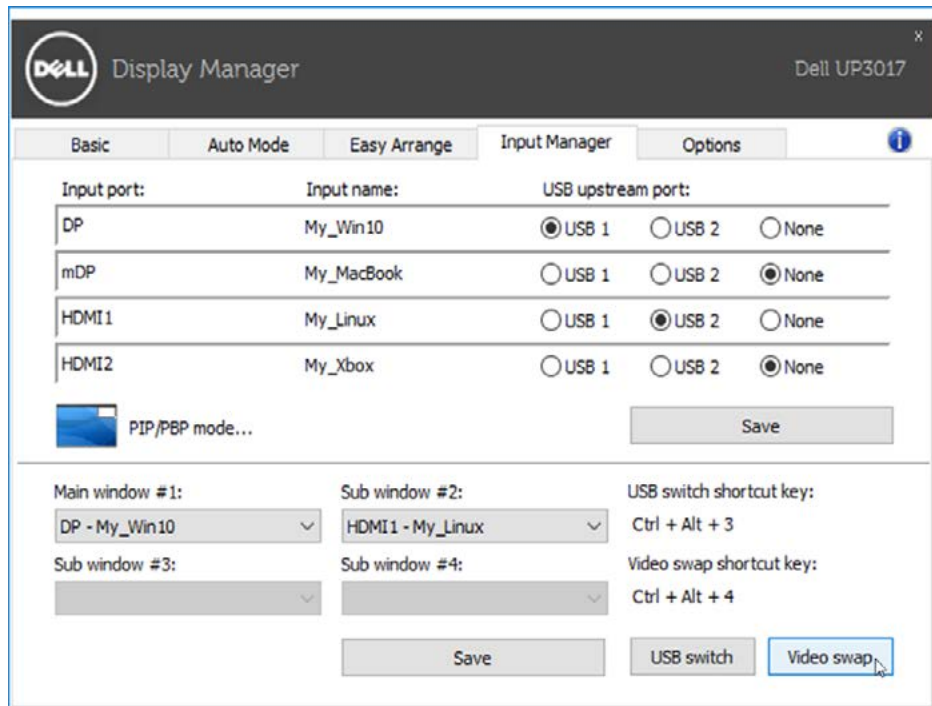 x
DELL Display Manager Dell UP3017
Basic Auto Mode Easy Arrange Input Manager Options i
Input port: Input name: USB upstream port:
DP My_Win10 USB 1 USB 2 None
mDP My_MacBook USB 1 USB 2 None
HDMI1 My_Linux USB 1 USB 2 None
HDMI2 My_Xbox USB 1 USB 2 None
PIP/PBP mode... Save
Main window #1: Sub window #2: USB switch shortcut key:
DP - My_Win10 HDMI1 - My_Linux Ctrl + Alt + 3
Sub window #3: Sub window #4: Video swap shortcut key:
Ctrl + Alt + 4
Save USB switch Video swap